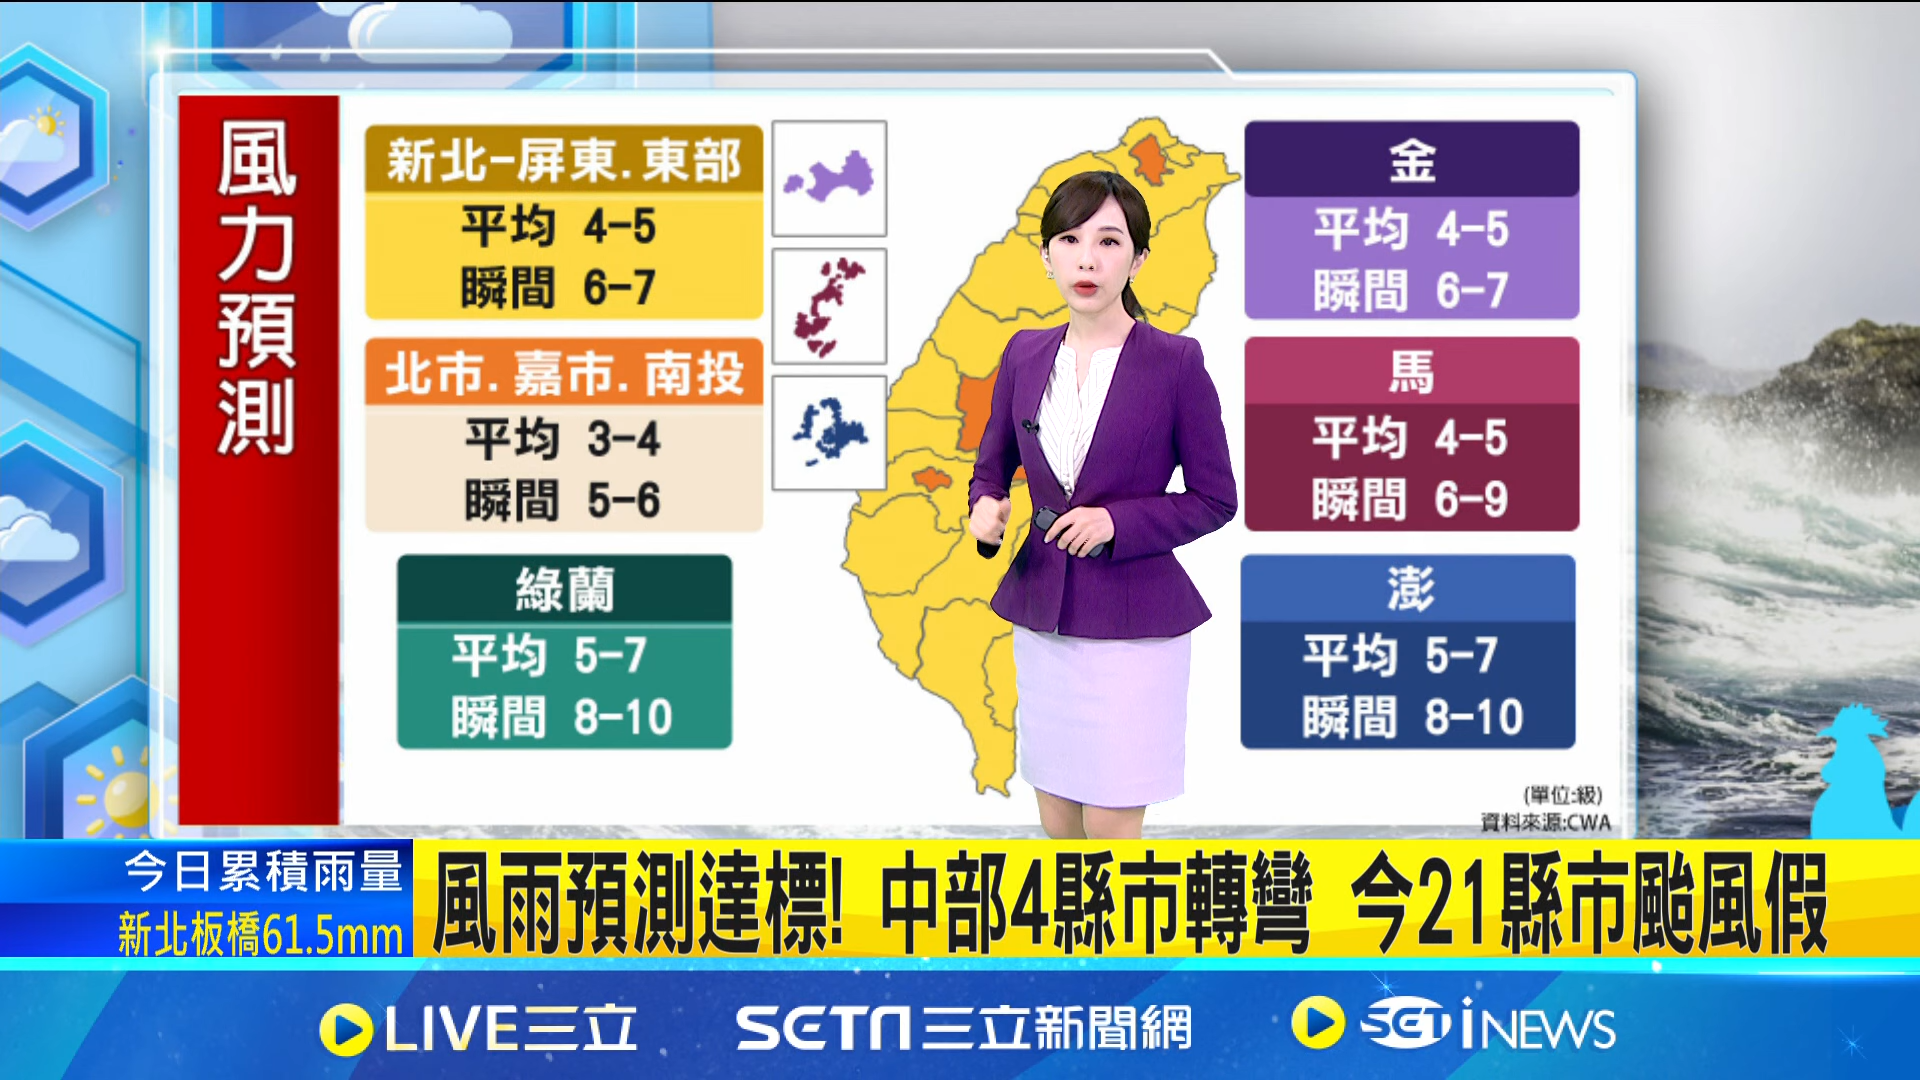 風力預測
新北-屏東.東部
平均 4-5
瞬間 6-7
北市.嘉市.南投
平均 3-4
瞬間 5-6
綠蘭
平均 5-7
瞬間 8-10
金
平均 4-5
瞬間 6-7
馬
平均 4-5
瞬間 6-9
澎
平均 5-7
瞬間 8-10
(單位:級)
資料來源:CWA
今日累積雨量
新北板橋61.5mm
風雨預測達標! 中部4縣市轉彎 今21縣市颱風假
LIVE三立
SETN三立新聞網
SET iNEWS